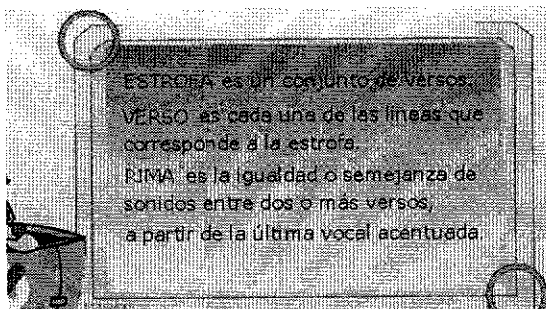 ESTROFA es un conjunto de versos.
VERSO es cada una de las líneas que
corresponde a la estrofa.
RIMA es la igualdad o semejanza de
sonidos entre dos o más versos,
a partir de la última vocal acentuada.